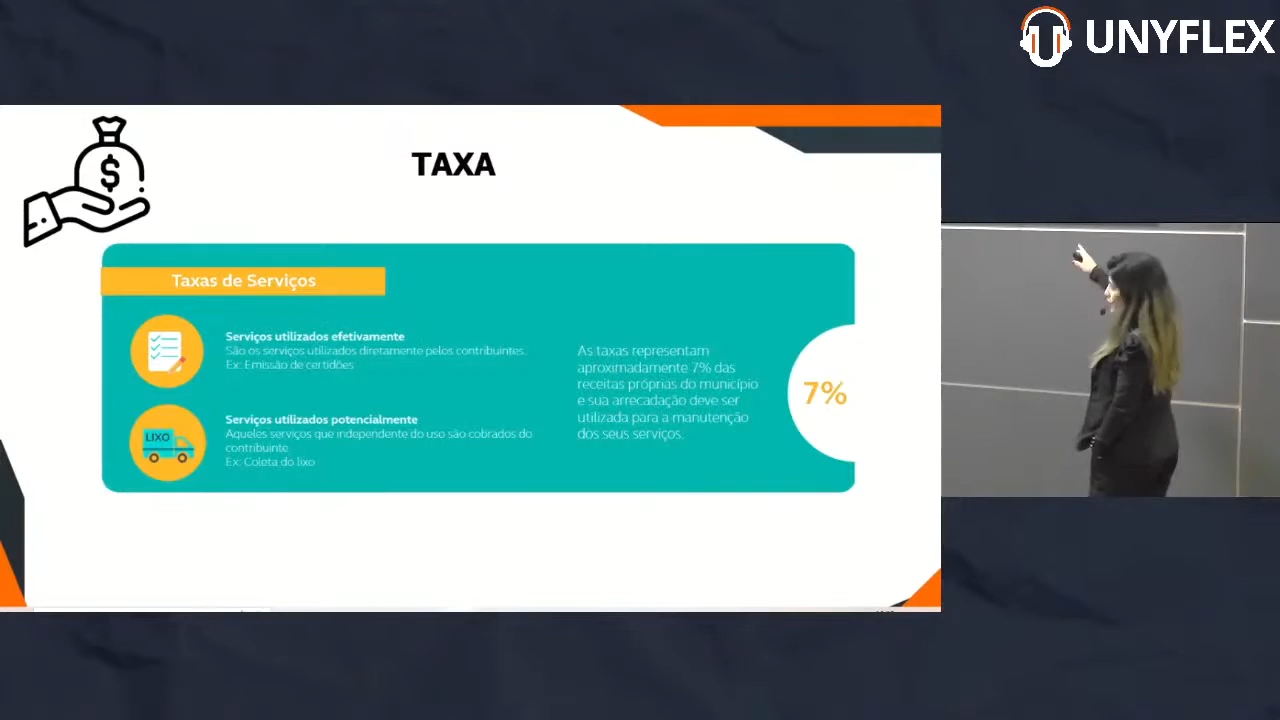 UNYFLEX
TAXA
$
Taxas de Serviços
Serviços utilizados efetivamente
São os serviços utilizados diretamente pelos contribuintes.
Ex: Emissão de certidões
LIXO
Serviços utilizados potencialmente
Aqueles serviços que independente do uso são cobrados do
contribuinte.
Ex: Coleta do lixo
As taxas representam
aproximadamente 7% das
receitas próprias do município
e sua arrecadação deve ser
utilizada para a manutenção
dos seus serviços.
7%